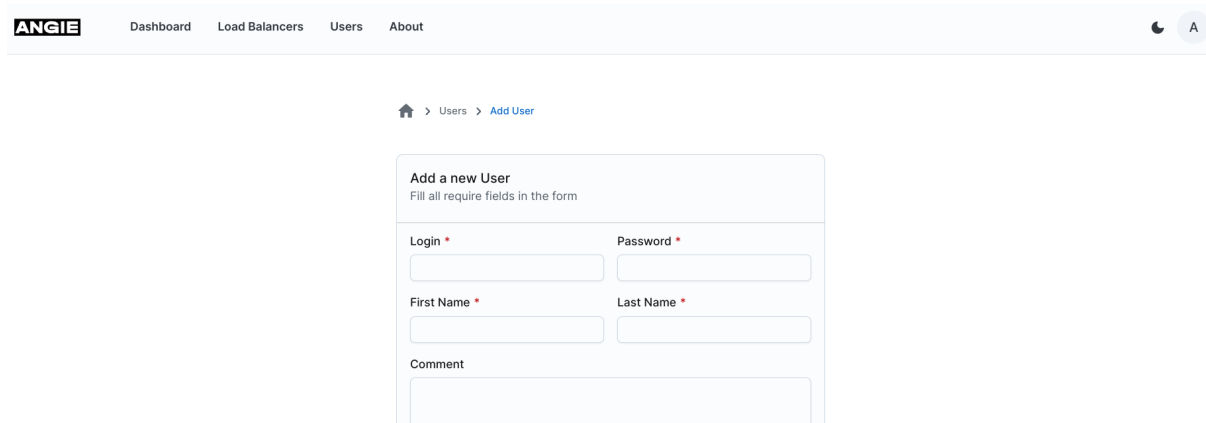 ANGIE Dashboard Load Balancers Users About A
> Users > Add User
Add a new User
Fill all require fields in the form
Login * Password *
First Name * Last Name *
Comment